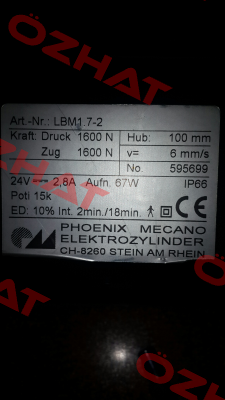 OZHAT
Art.-Nr.: LBM1.7-2
Kraft: Druck 1600 N Hub: 100 mm
Zug 1600 N v= 6 mm/s
No. 595699
24V 2,8A Aufn. 67W IP66
Poti 15k
ED: 10% Int. 2min./18min. CE
PM PHOENIX MECANO
ELEKTROZYLINDER
CH-8260 STEIN AM RHEIN
OZHAT